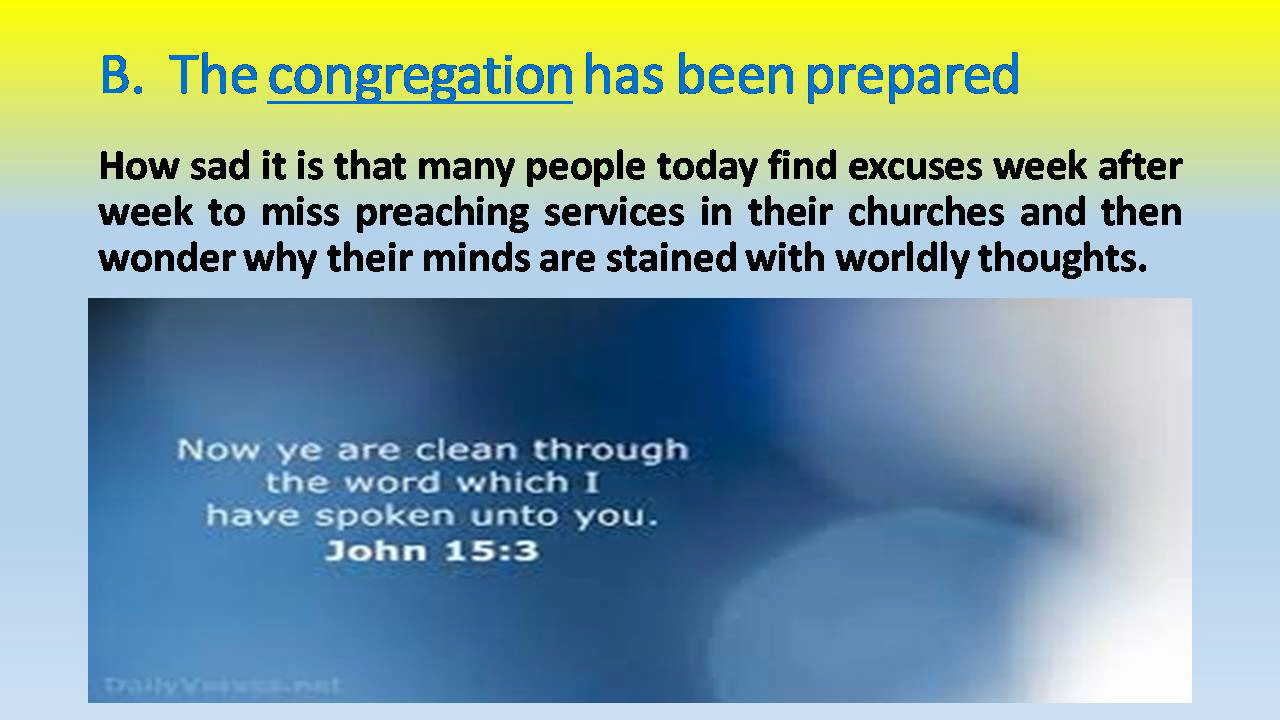 B. The congregation has been prepared
How sad it is that many people today find excuses week after
week to miss preaching services in their churches and then
wonder why their minds are stained with worldly thoughts.
Now ye are clean through
the word which I
have spoken unto you.
John 15:3
DailyVerses.net